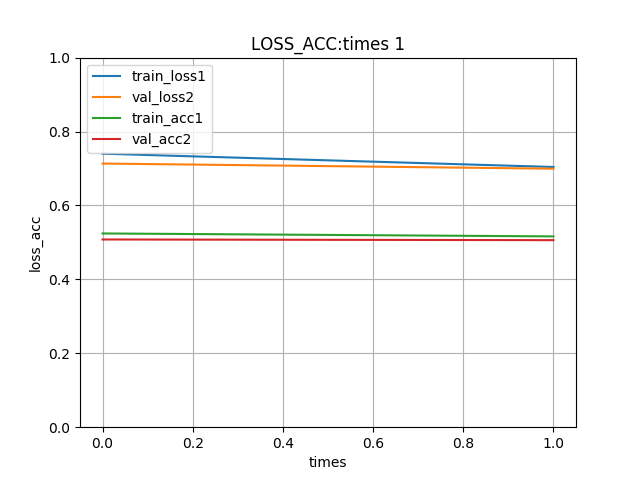 LOSS_ACC:times 1
train_loss1
val_loss2
train_acc1
val_acc2
1.0
0.8
0.6
0.4
0.2
0.0
loss_acc
0.0 0.2 0.4 0.6 0.8 1.0
times